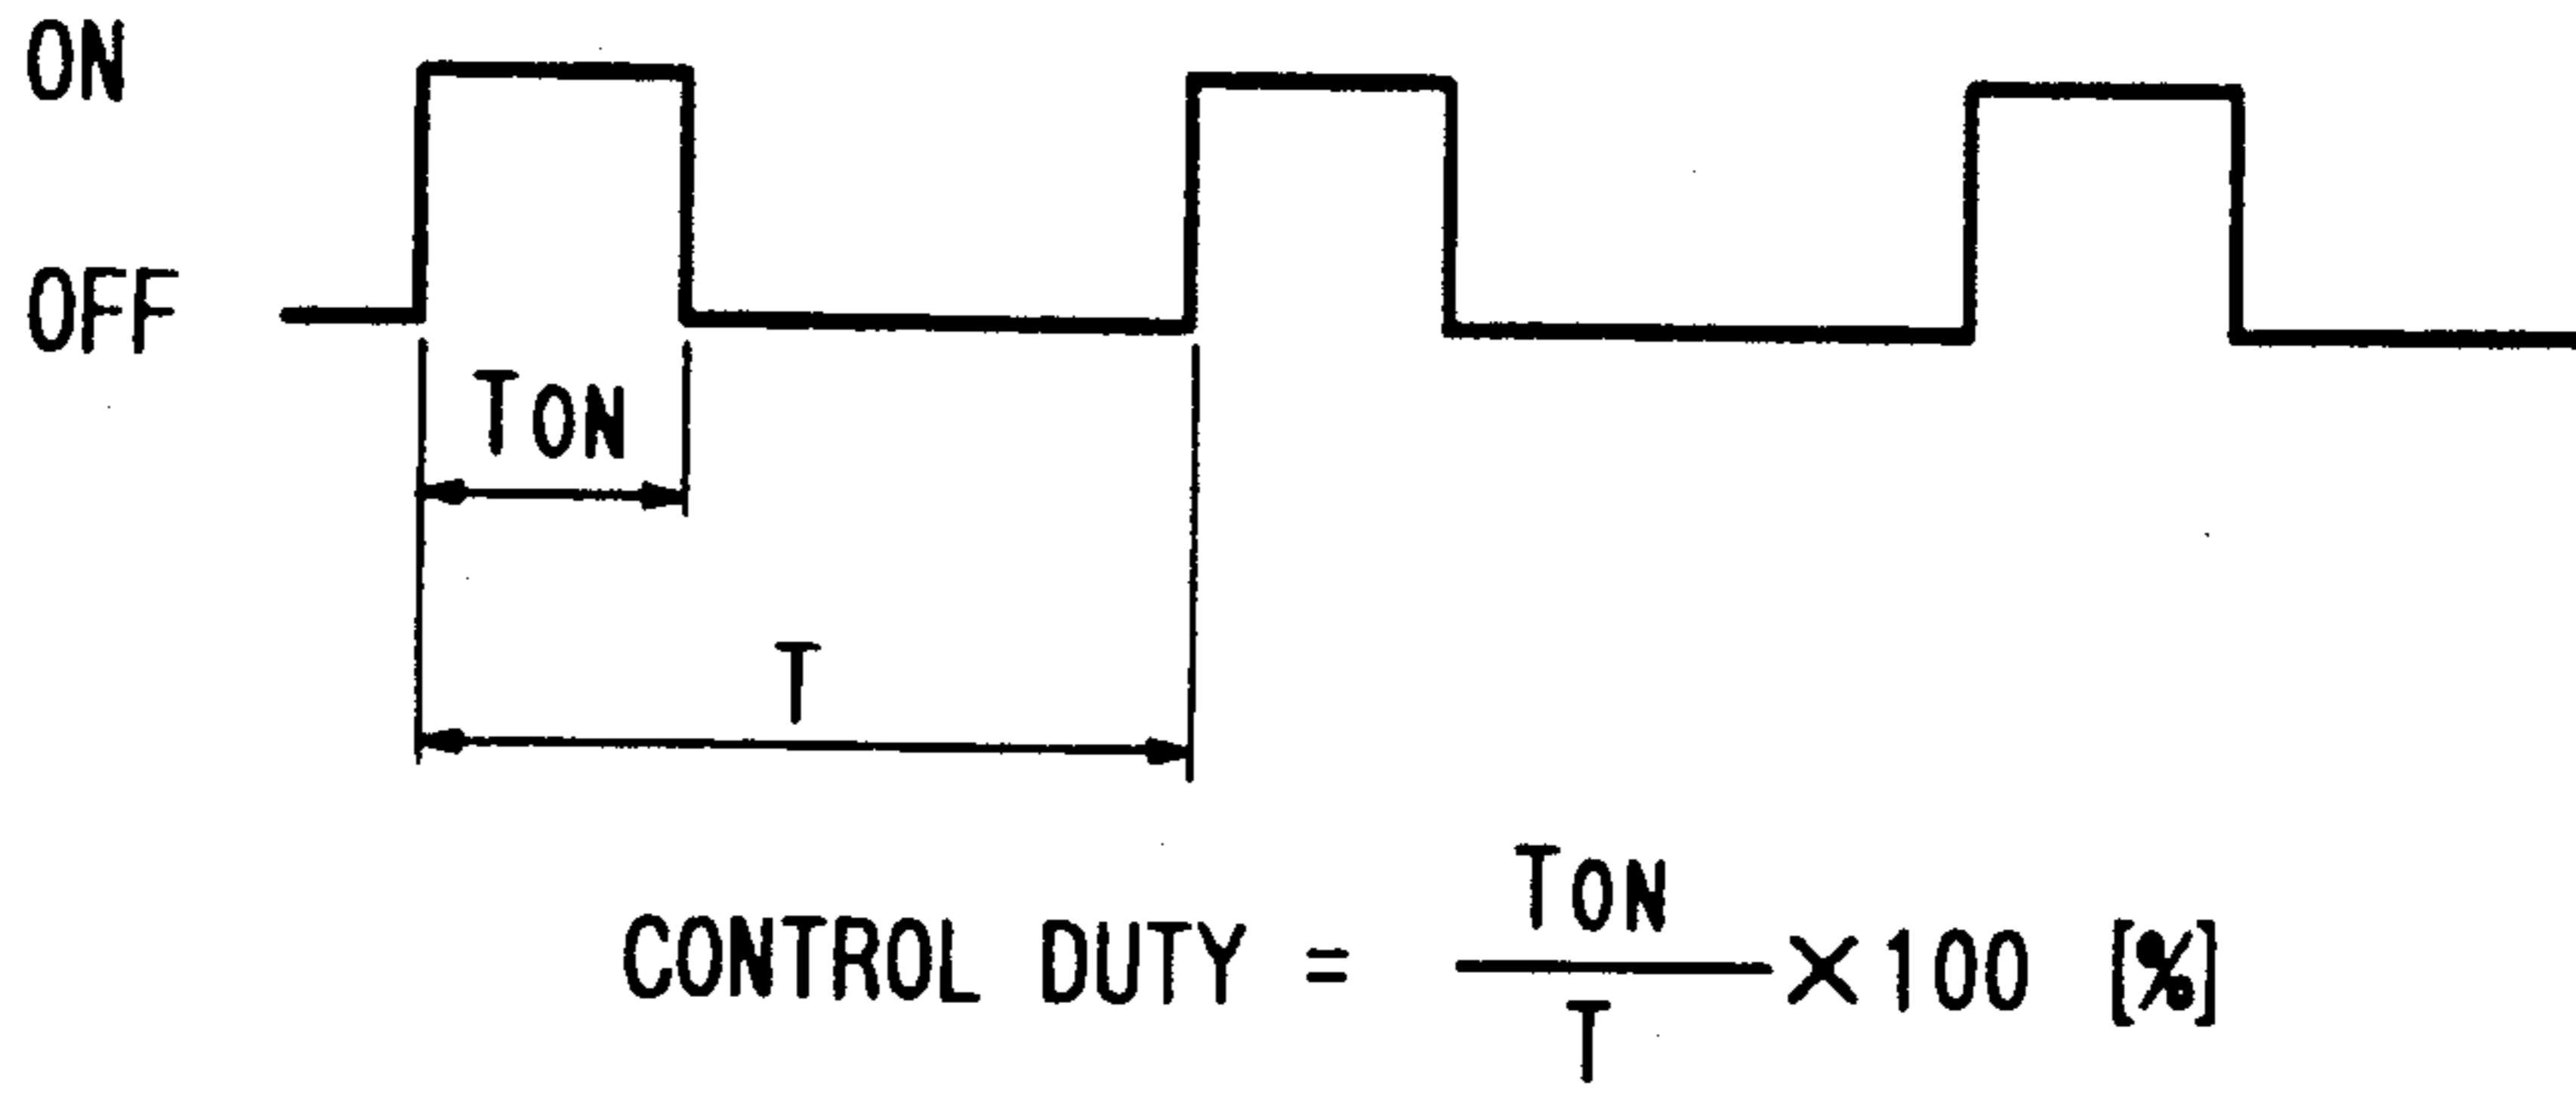 ON
OFF
TON
T
CONTROL DUTY = TON / T × 100 [%]